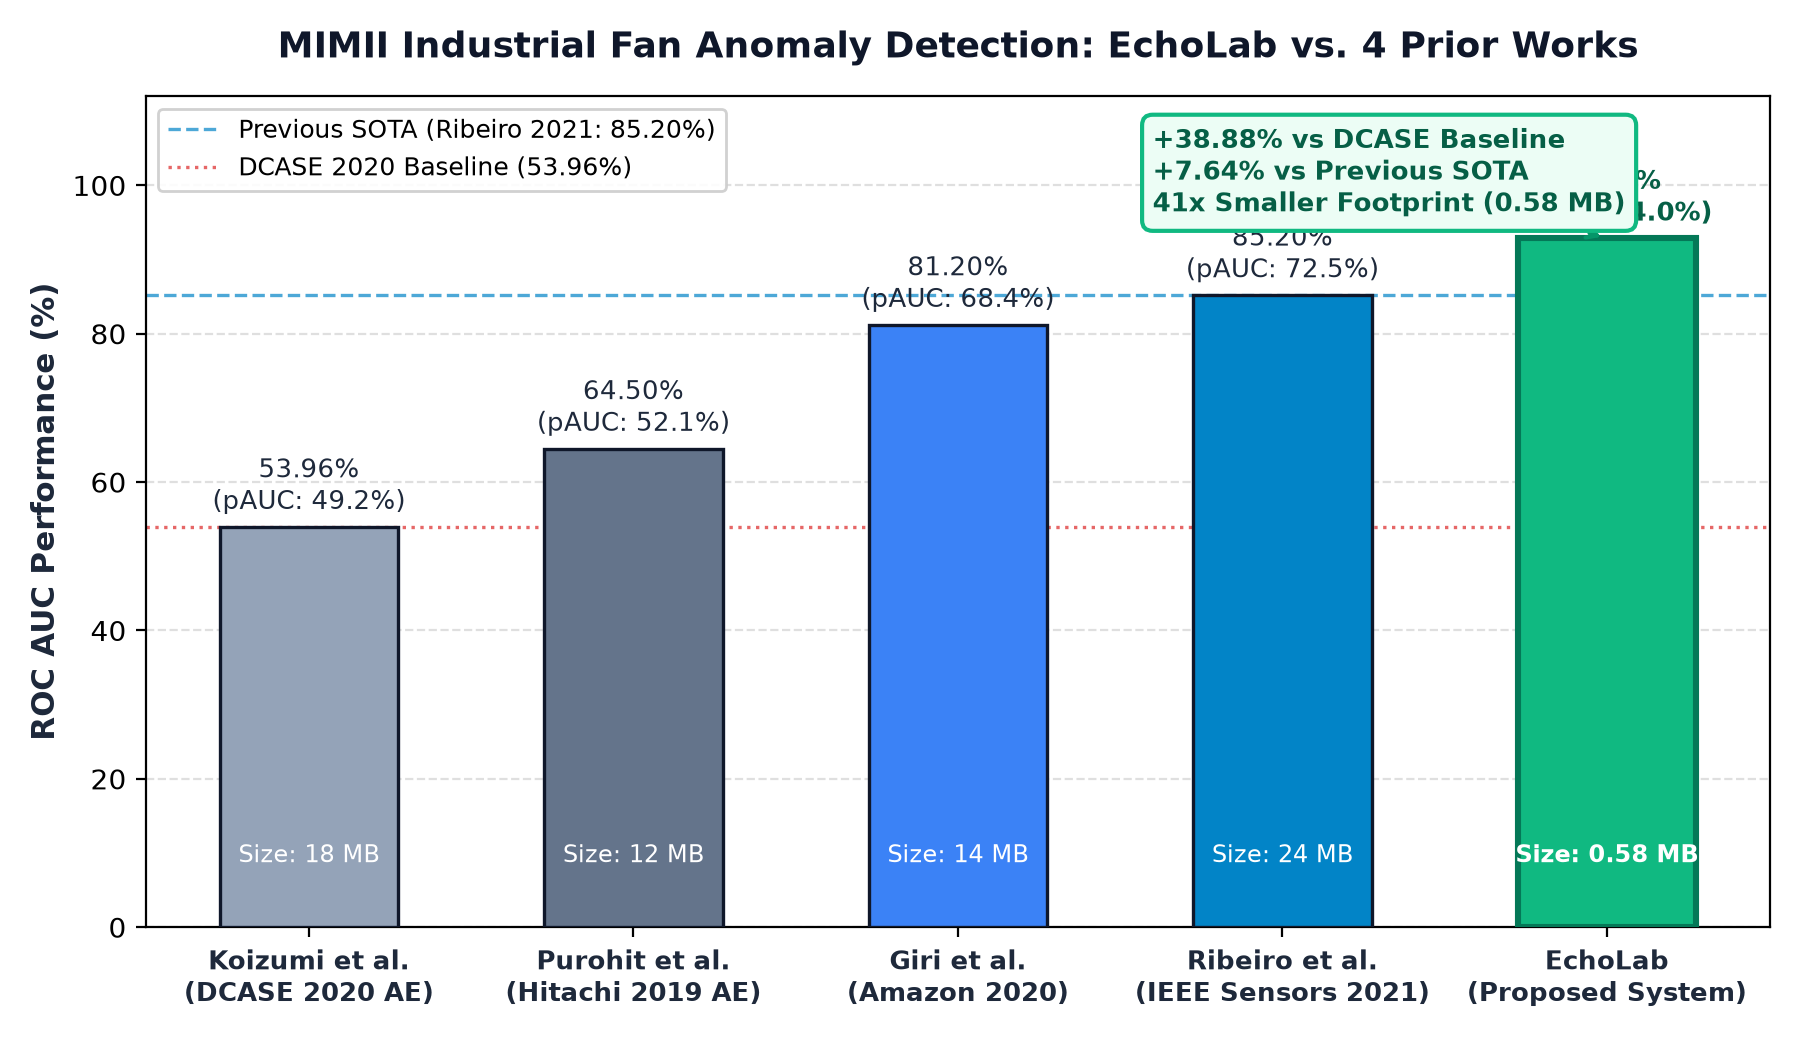 MIMII Industrial Fan Anomaly Detection: EchoLab vs. 4 Prior Works
Previous SOTA (Ribeiro 2021: 85.20%)
DCASE 2020 Baseline (53.96%)
+38.88% vs DCASE Baseline
+7.64% vs Previous SOTA
41x Smaller Footprint (0.58 MB)
%
4.0%)
ROC AUC Performance (%)
100
80
60
40
20
0
53.96%
(pAUC: 49.2%)
64.50%
(pAUC: 52.1%)
81.20%
(pAUC: 68.4%)
85.20%
(pAUC: 72.5%)
Size: 18 MB
Size: 12 MB
Size: 14 MB
Size: 24 MB
Size: 0.58 MB
Koizumi et al.
(DCASE 2020 AE)
Purohit et al.
(Hitachi 2019 AE)
Giri et al.
(Amazon 2020)
Ribeiro et al.
(IEEE Sensors 2021)
EchoLab
(Proposed System)